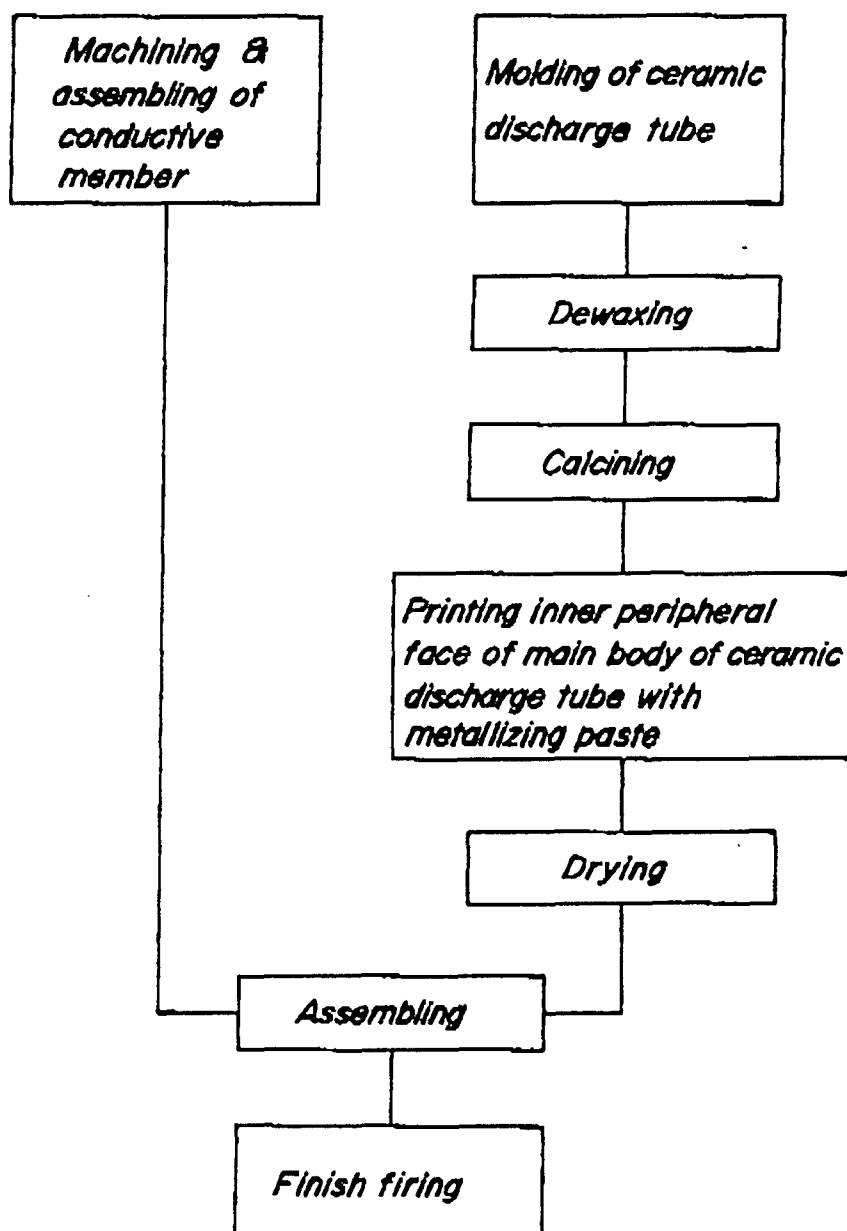 Machining &
assembling of
conductive
member
Molding of ceramic
discharge tube
Dewaxing
Calcining
Printing inner peripheral
face of main body of ceramic
discharge tube with
metallizing paste
Drying
Assembling
Finish firing